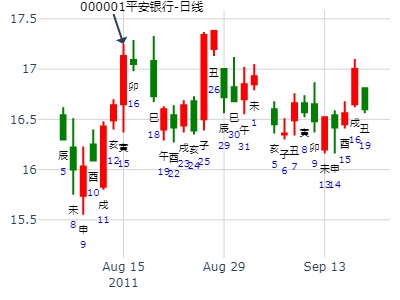 000001平安银行-日线
17.5
17
16.5
16
15.5
辰
5
未
8
申
9
酉
10
戌
11
亥
12
寅
15
卯
16
巳
18
午
19
酉
22
戌
23
亥
24
子
25
丑
26
辰
29
巳
30
午
31
未
1
亥
5
子
6
丑
7
寅
8
卯
9
未
13
申
14
酉
15
戌
16
丑
19
Aug 15
2011
Aug 29
Sep 13